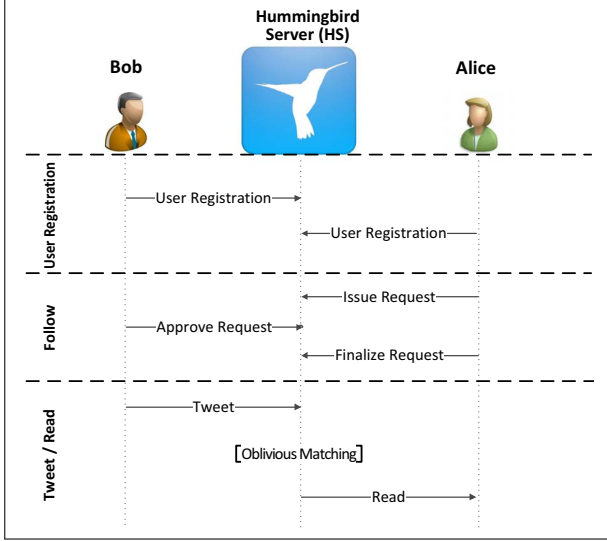 Hummingbird
Server (HS)
Bob
Alice
User Registration
User Registration
User Registration
Follow
Issue Request
Approve Request
Finalize Request
Tweet / Read
Tweet
[Oblivious Matching]
Read